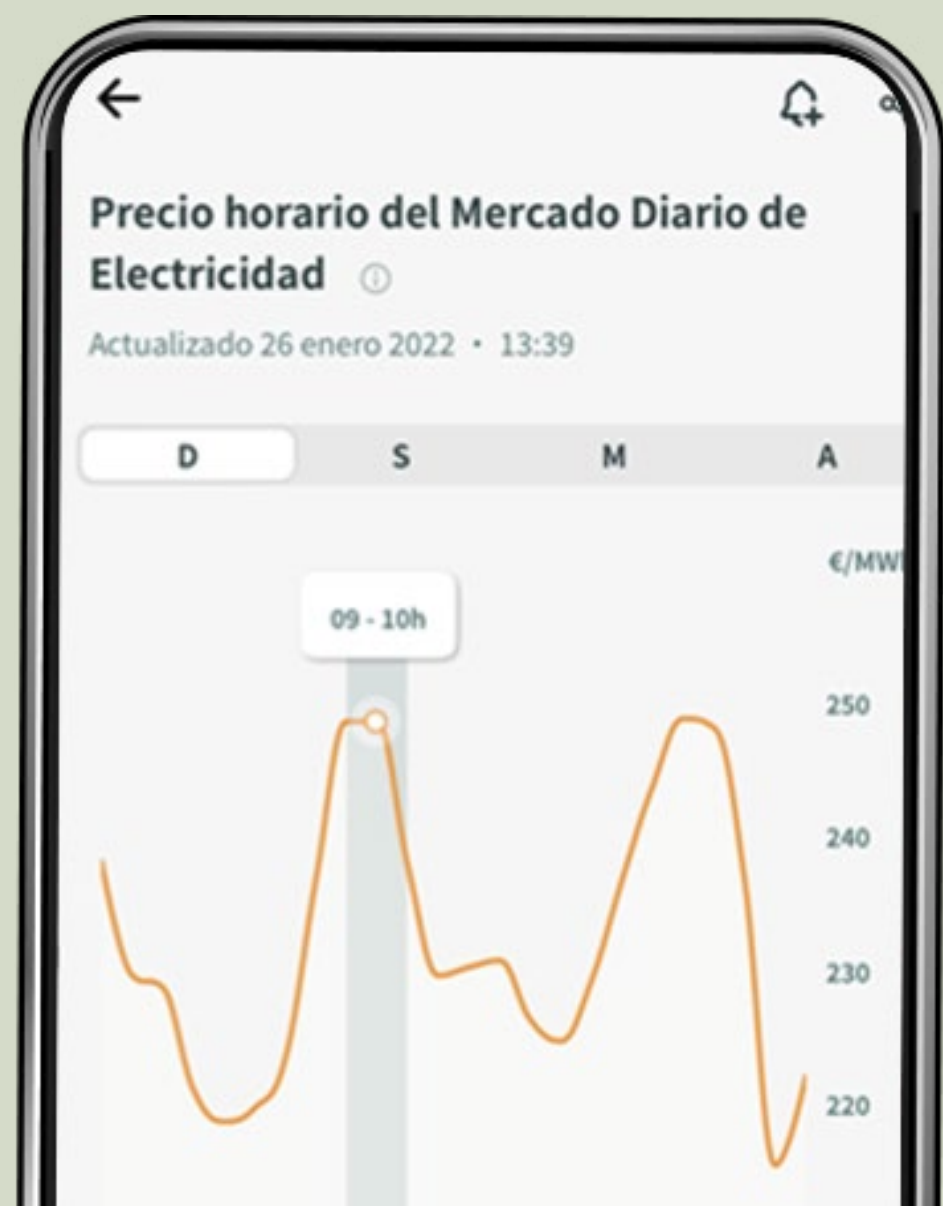 Precio horario del Mercado Diario de
Electricidad
Actualizado 26 enero 2022 • 13:39
D S M A
€/MW
09 - 10h
250
240
230
220